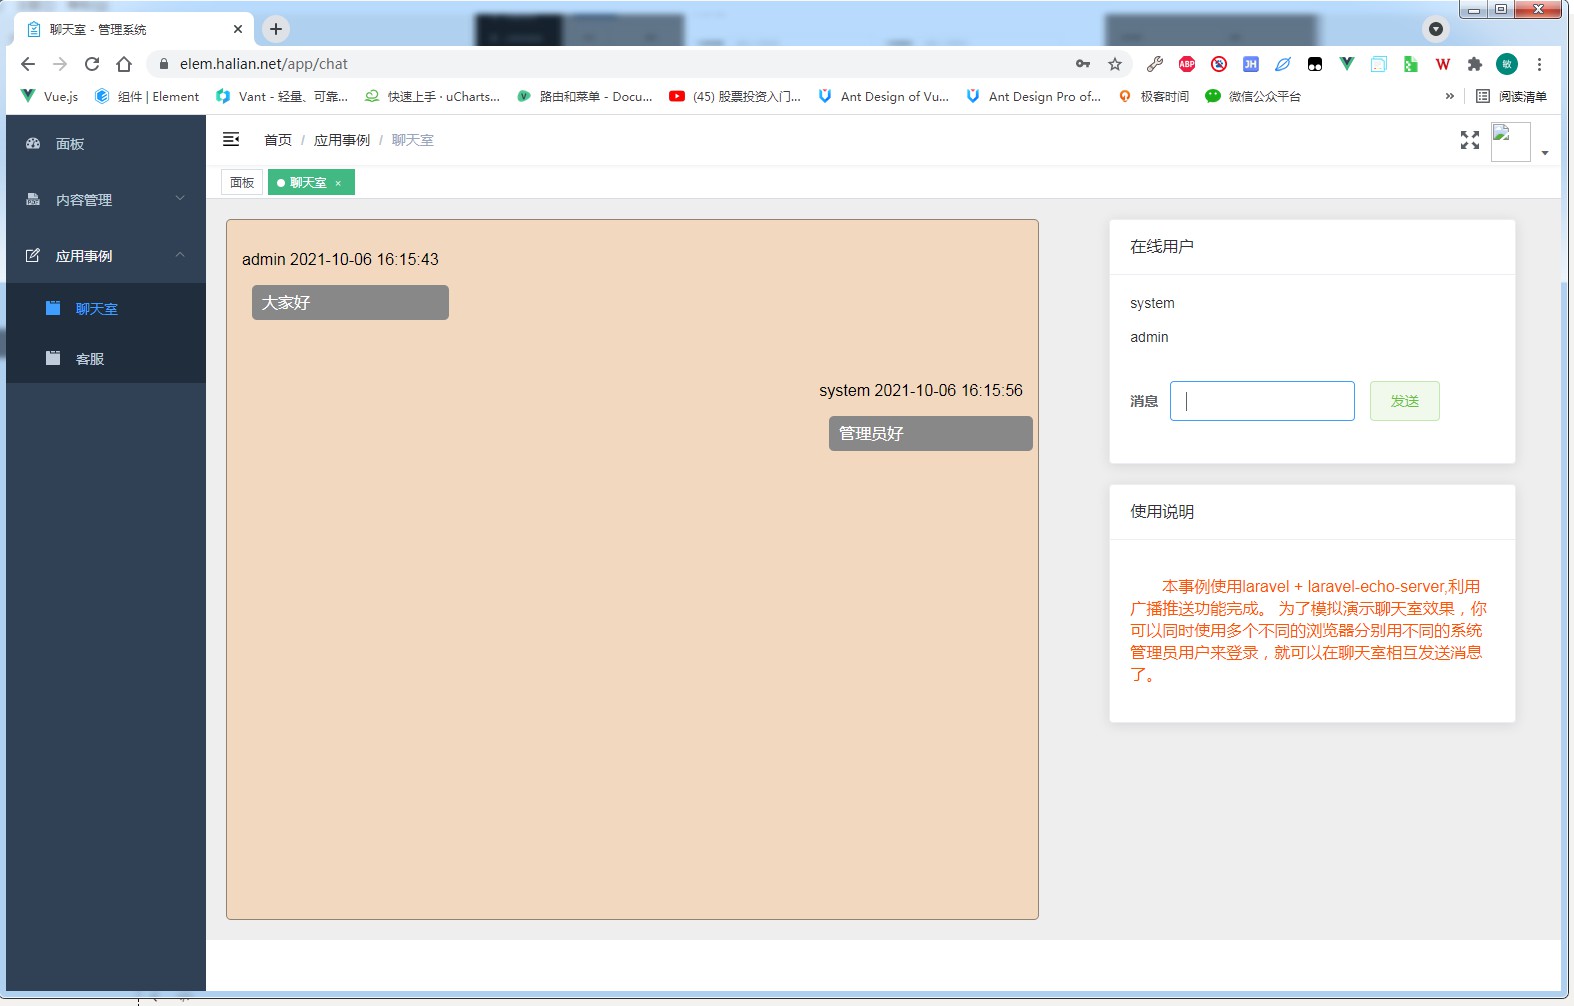 聊天室 - 管理系统
elem.halian.net/app/chat
ABP
JH
W
敏
Vue.js
组件 | Element
Vant - 轻量、可靠...
快速上手 · uCharts...
路由和菜单 - Docu...
(45) 股票投资入门...
Ant Design of Vu...
Ant Design Pro of...
极客时间
微信公众平台
»
阅读清单
面板
内容管理
应用事例
聊天室
客服
首页 / 应用事例 / 聊天室
面板
聊天室 ×
admin 2021-10-06 16:15:43
大家好
system 2021-10-06 16:15:56
管理员好
在线用户
system
admin
消息
发送
使用说明
本事例使用laravel + laravel-echo-server,利用
广播推送功能完成。 为了模拟演示聊天室效果，你
可以同时使用多个不同的浏览器分别用不同的系统
管理员用户来登录，就可以在聊天室相互发送消息
了。